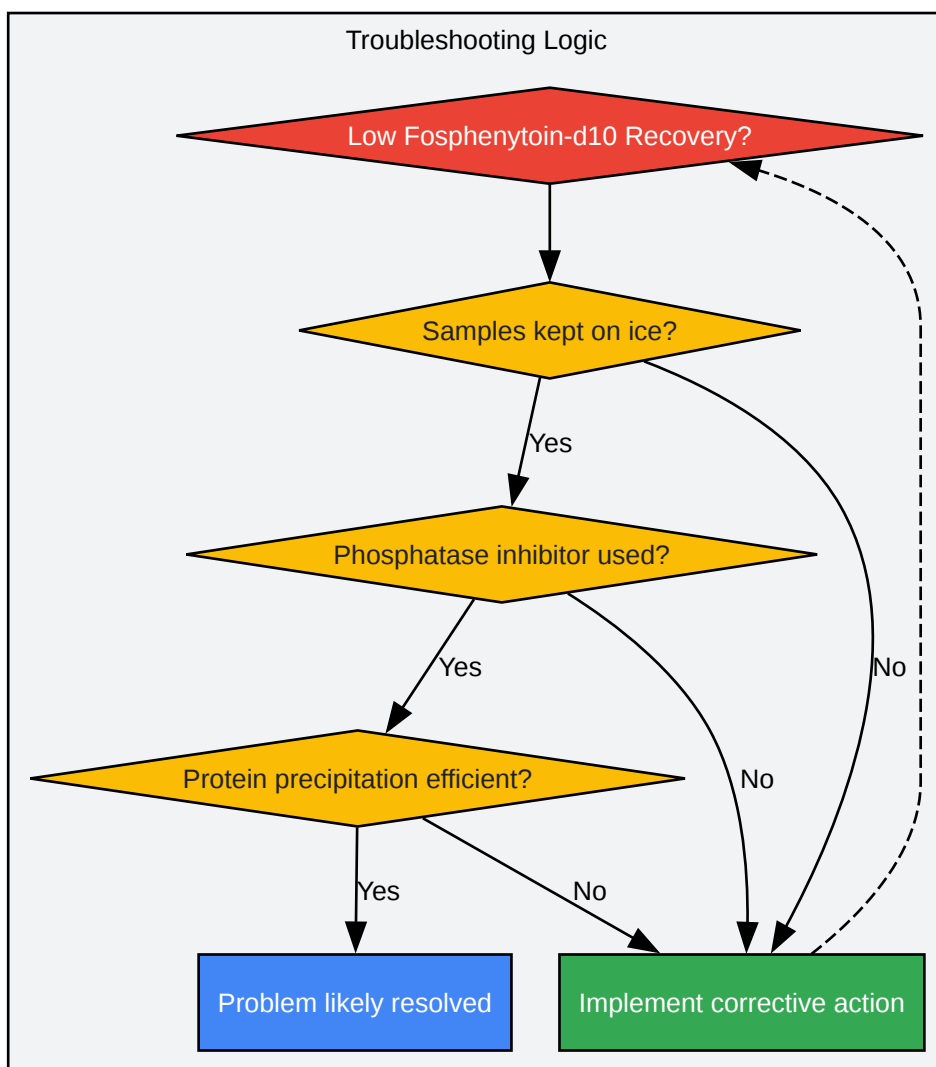 Troubleshooting Logic
Low Fosphenytoin-d10 Recovery?
Samples kept on ice?
Yes
Phosphatase inhibitor used?
Yes
No
Protein precipitation efficient?
No
Yes
No
Problem likely resolved
Implement corrective action